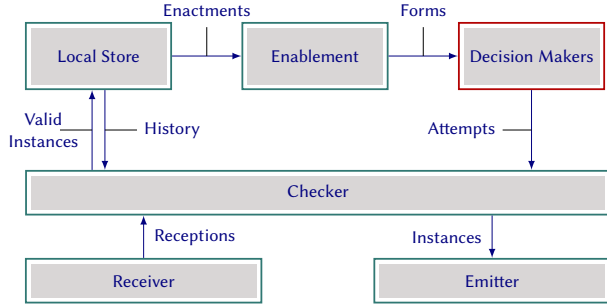 Enactments
Forms
Local Store
Enablement
Decision Makers
Valid
Instances
History
Attempts
Checker
Receptions
Instances
Receiver
Emitter